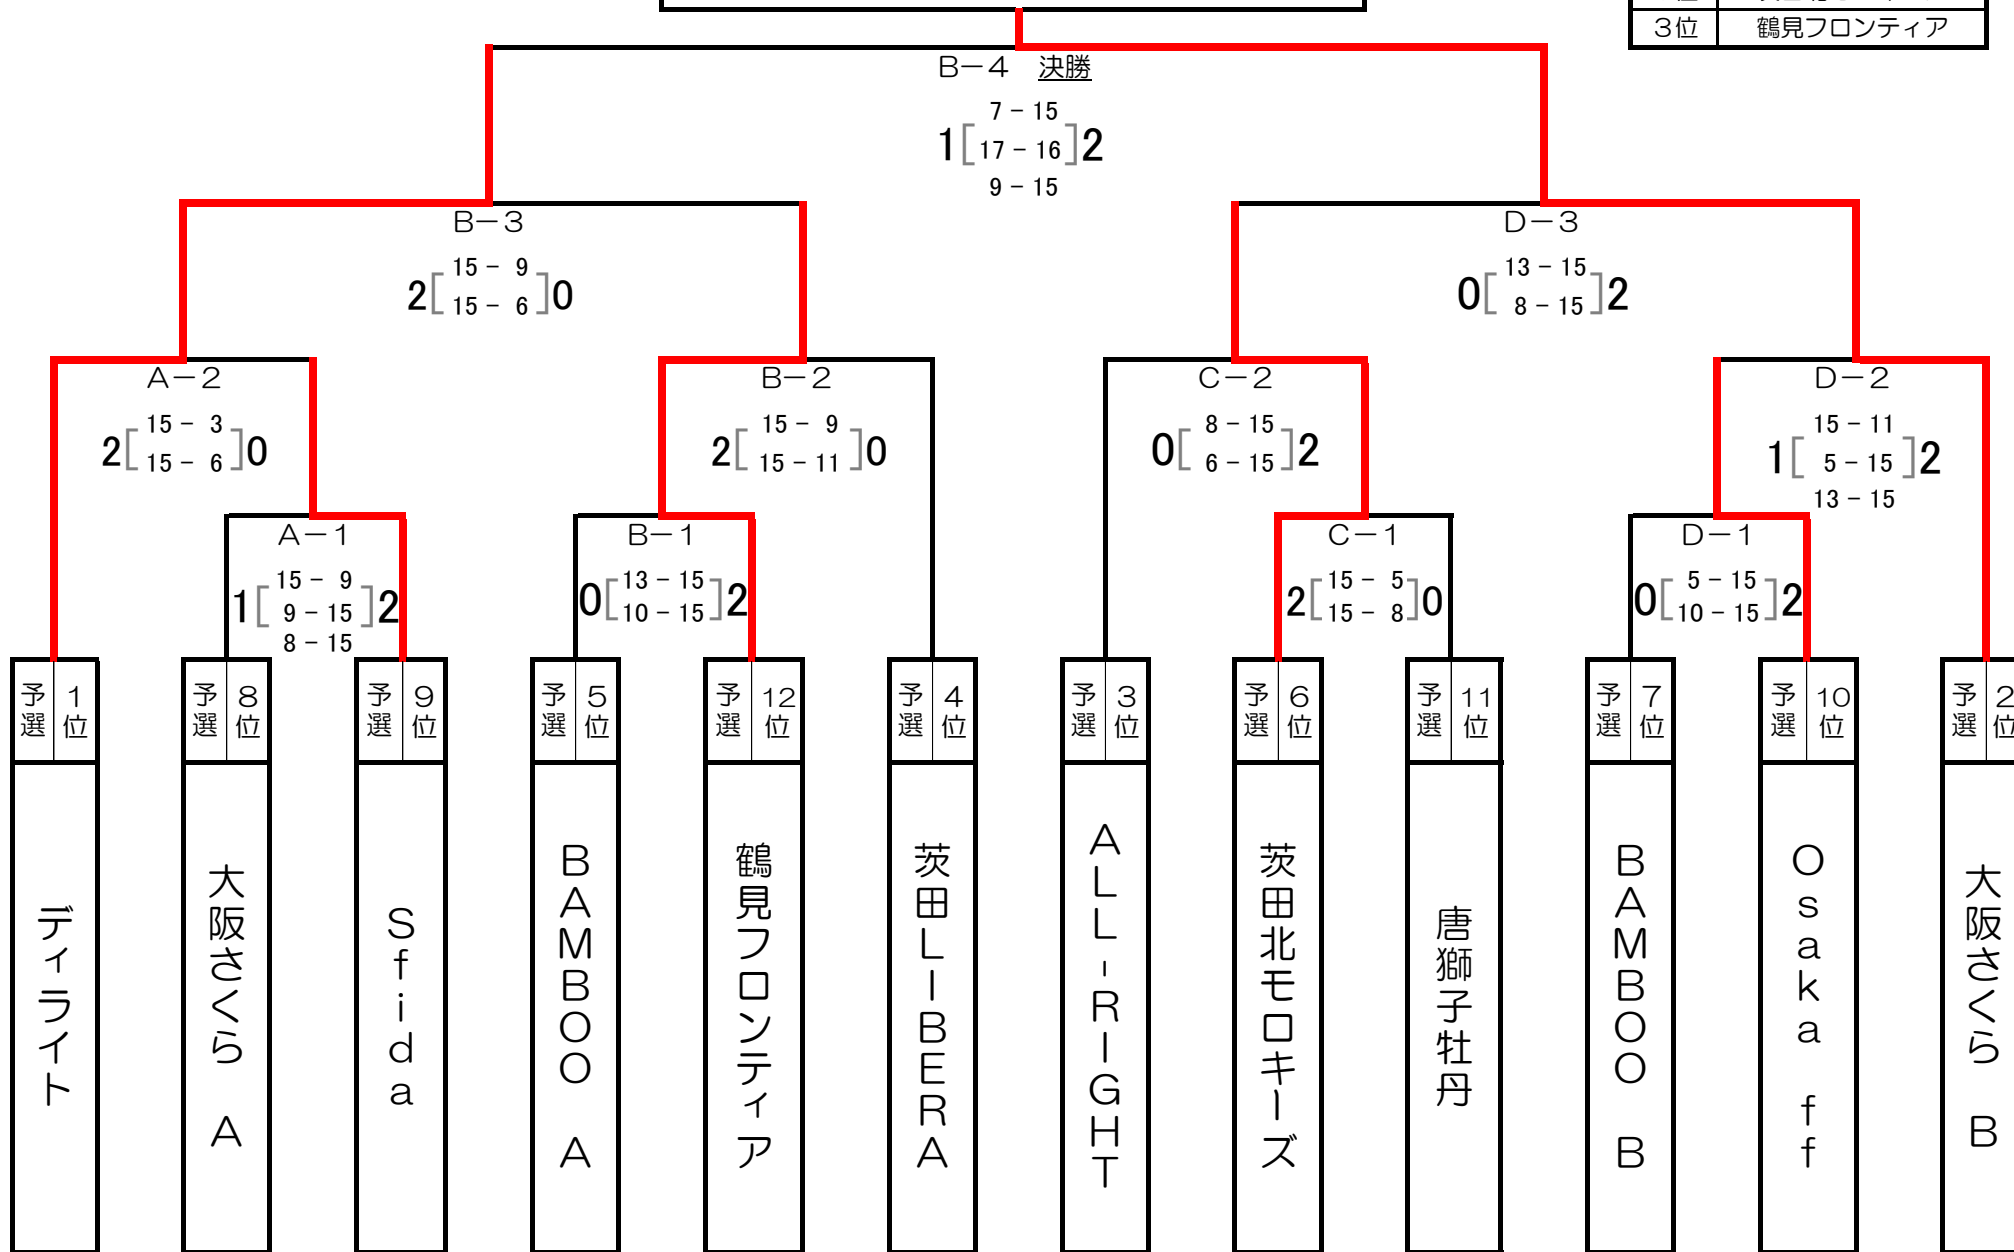 3位 鶴見フロンティア
B－4 決勝
7 - 15
1[17 - 16]2
9 - 15
B－3
15 - 9
2[15 - 6]0
D－3
13 - 15
0[8 - 15]2
A－2
15 - 3
2[15 - 6]0
B－2
15 - 9
2[15 - 11]0
C－2
8 - 15
0[6 - 15]2
D－2
15 - 11
1[5 - 15]2
13 - 15
A－1
15 - 9
1[9 - 15]2
8 - 15
B－1
13 - 15
0[10 - 15]2
C－1
15 - 5
2[15 - 8]0
D－1
5 - 15
0[10 - 15]2
予選 1位
ディライト
予選 8位
大阪さくら A
予選 9位
Sfida
予選 5位
BAMBOO A
予選 12位
鶴見フロンティア
予選 4位
茨田LIBERA
予選 3位
ALL-RIGHT
予選 6位
茨田北モロキーズ
予選 11位
唐獅子牡丹
予選 7位
BAMBOO B
予選 10位
Osaka ff
予選 2位
大阪さくら B